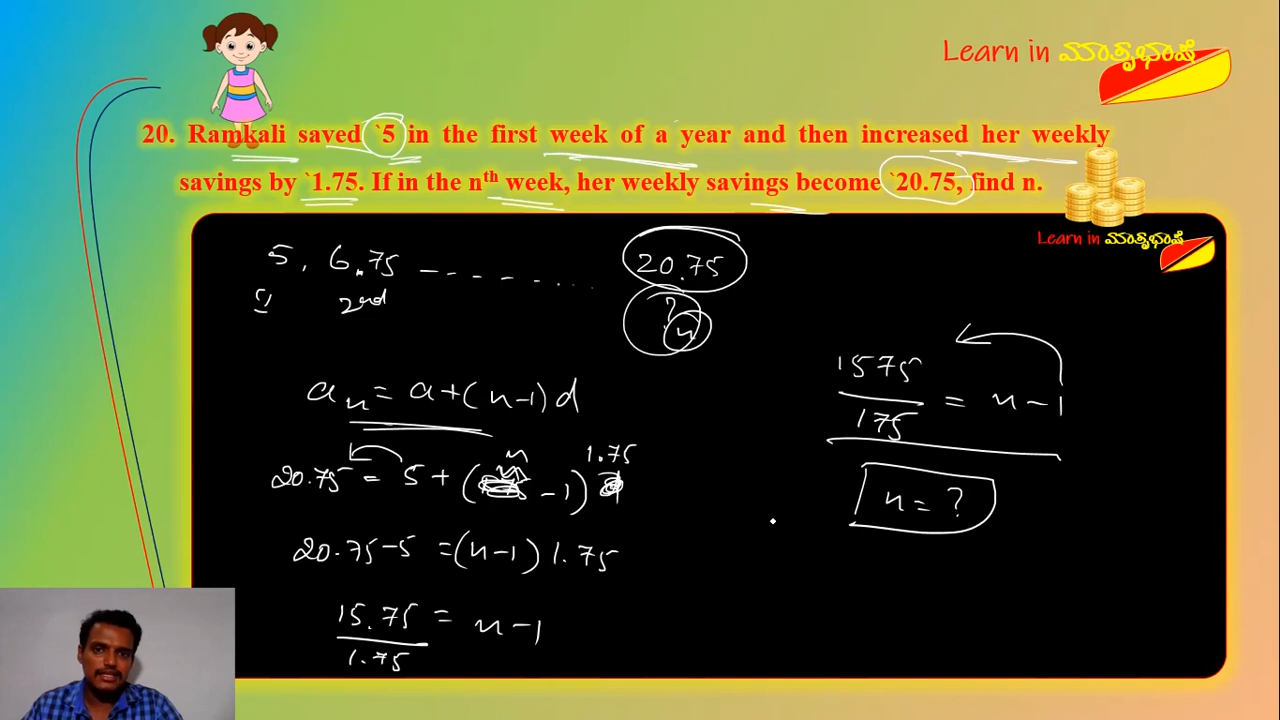 Learn in ಮಾತೃಭಾಷೆ
20. Ramkali saved `5 in the first week of a year and then increased her weekly
savings by `1.75. If in the nth week, her weekly savings become `20.75, find n.
Learn in ಮಾತೃಭಾಷೆ
5, 6.75 ------..... 20.75
2nd ?
n
aₙ = a+(n-1)d
n 1.75
20.75 = 5+( -1)
20.75-5 =(n-1) 1.75
15.75 = n-1
1.75
1575
175 = n-1
n = ?